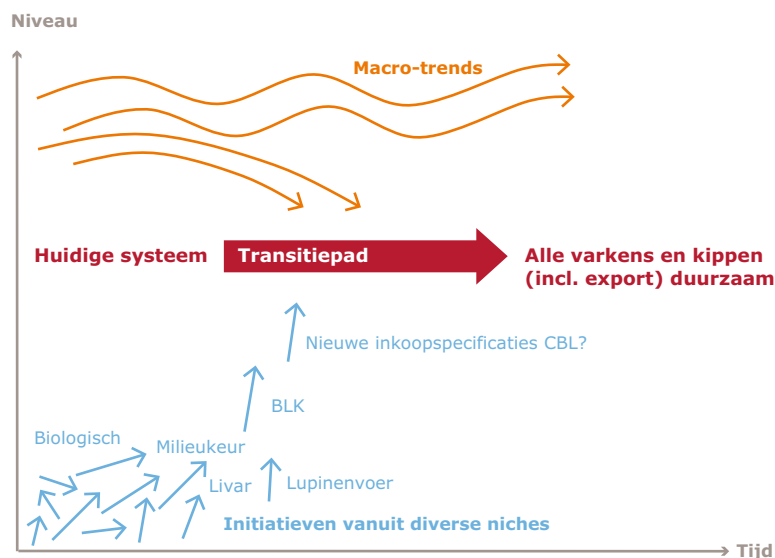 Niveau
Macro-trends
Huidige systeem
Transitiepad
Alle varkens en kippen
(incl. export) duurzaam
Nieuwe inkoopspecificaties CBL?
BLK
Biologisch
Milieukeur
Livar
Lupinenvoer
Initiatieven vanuit diverse niches
Tijd